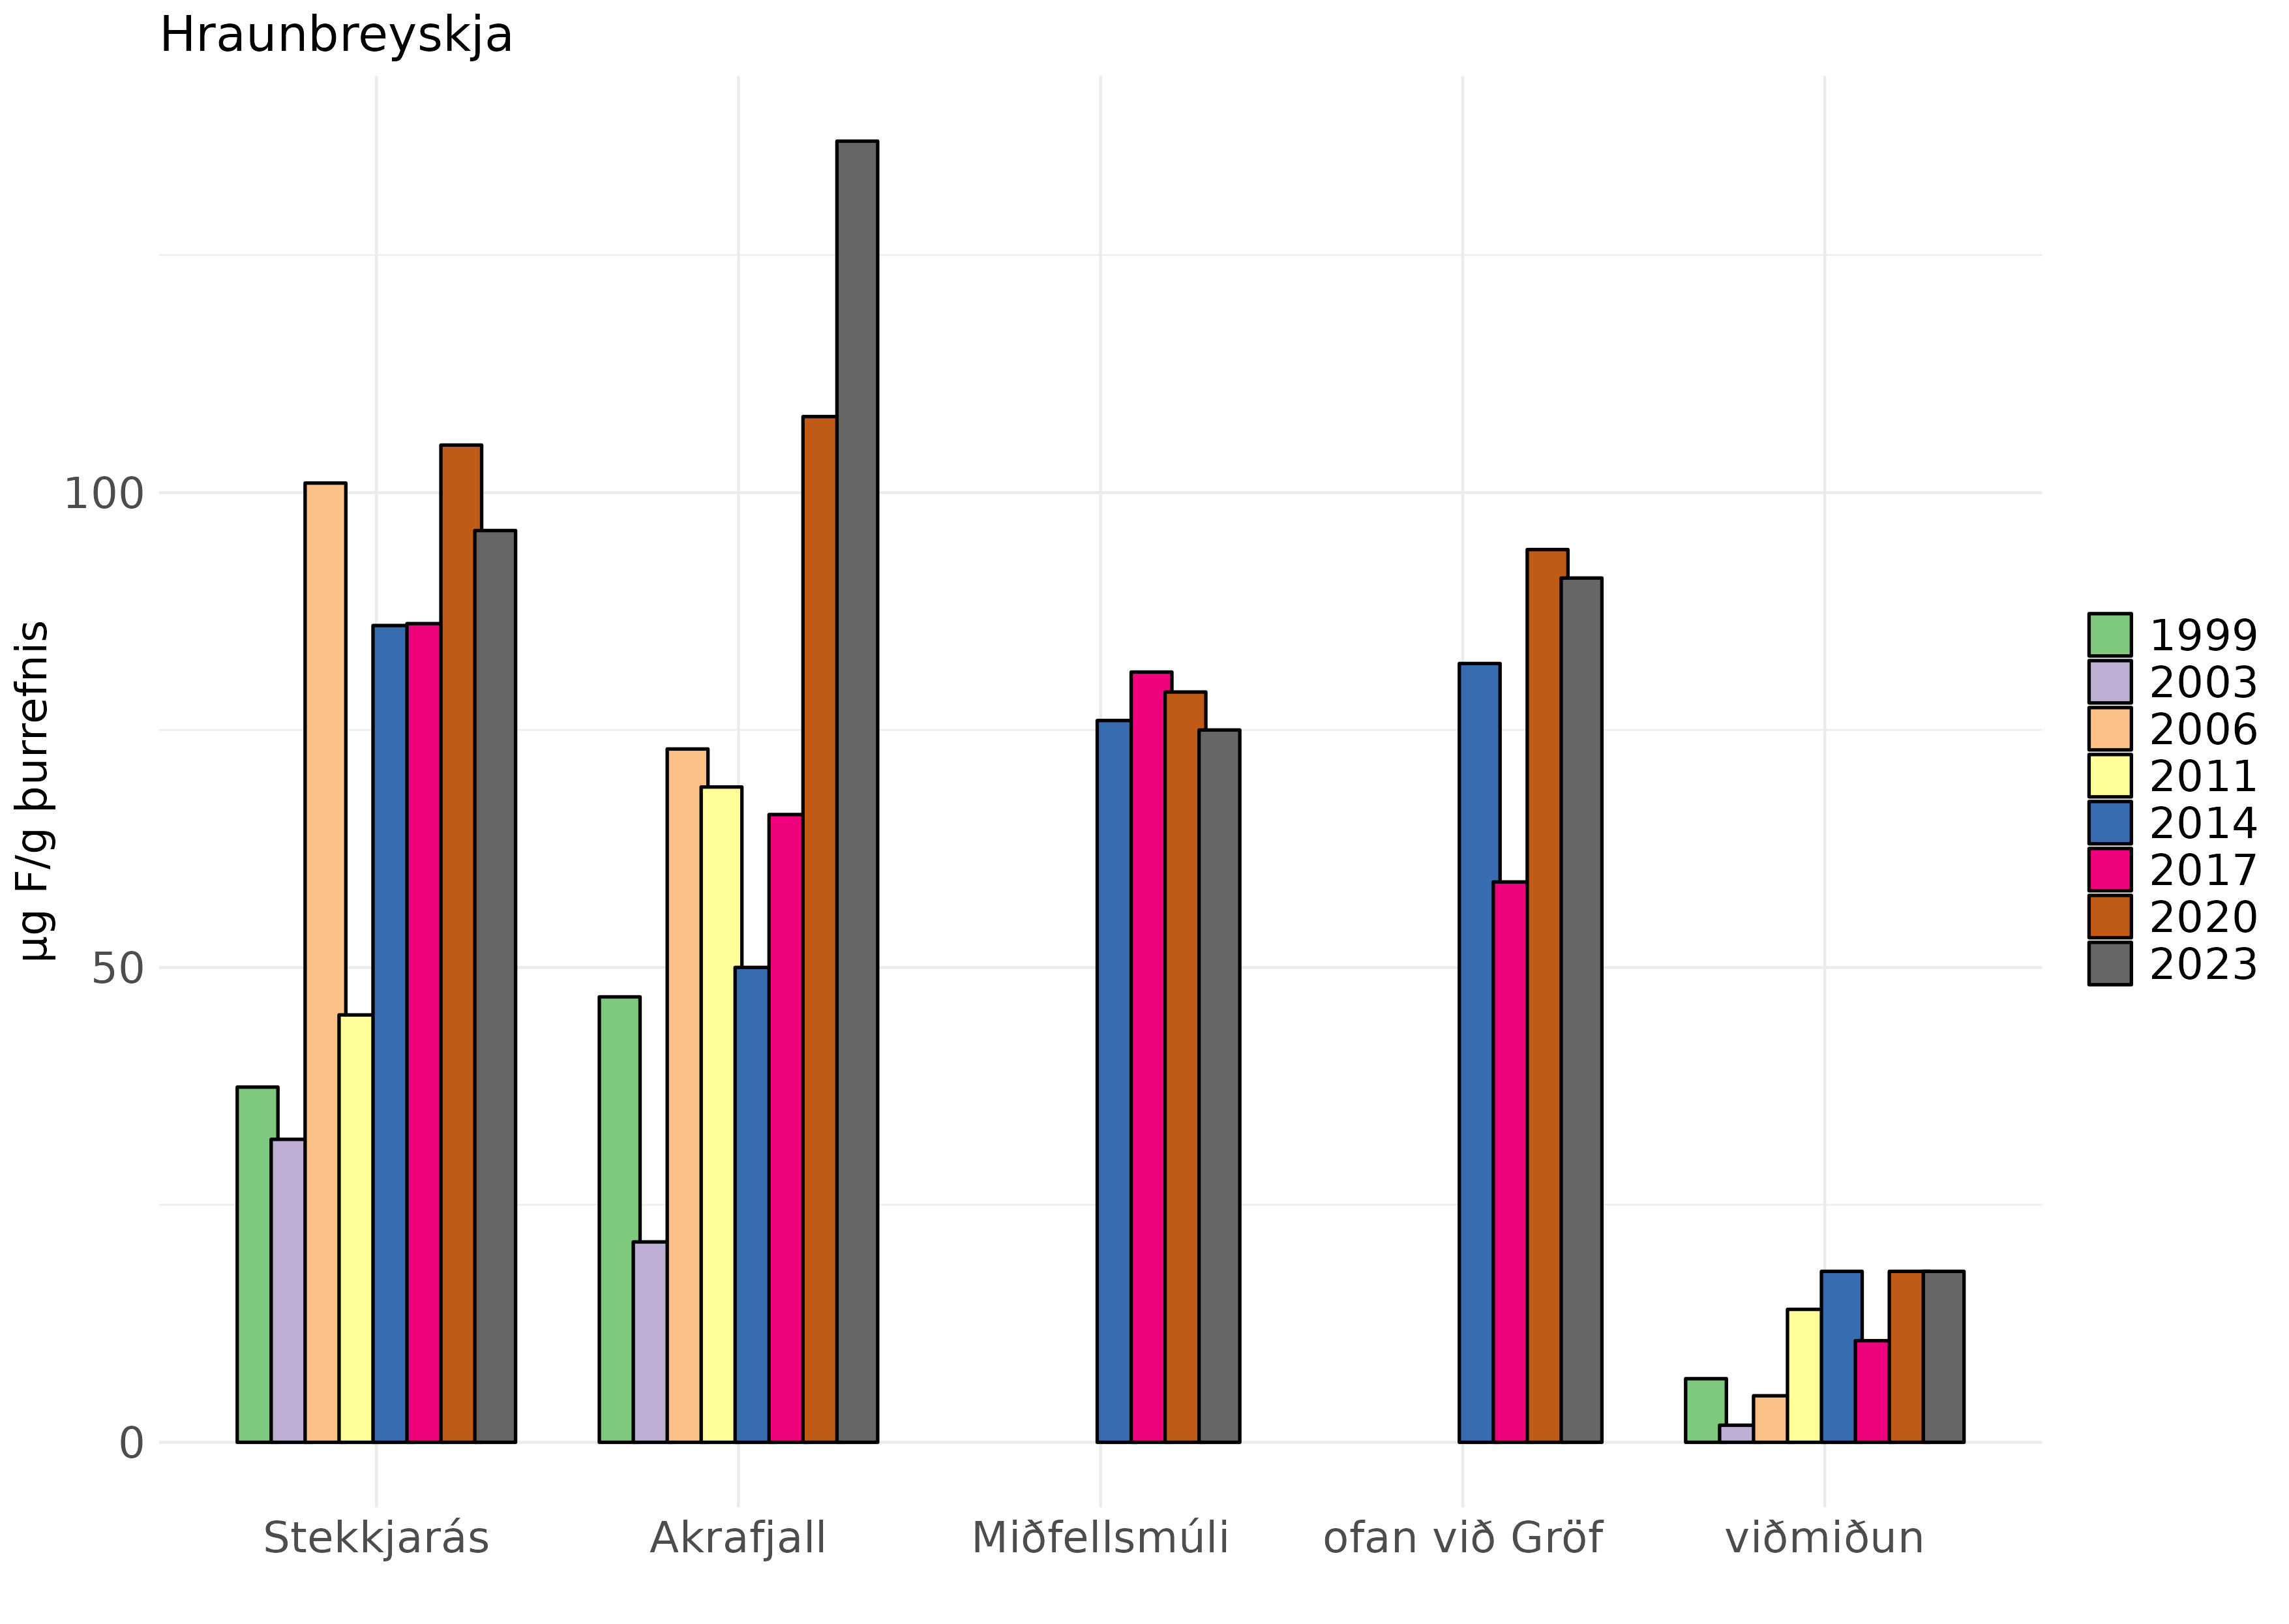 Hraunbreyskja
µg F/g þurrefnis
100
50
0
Stekkjarás
Akrafjall
Miðfellsmúli
ofan við Gröf
viðmiðun
1999
2003
2006
2011
2014
2017
2020
2023